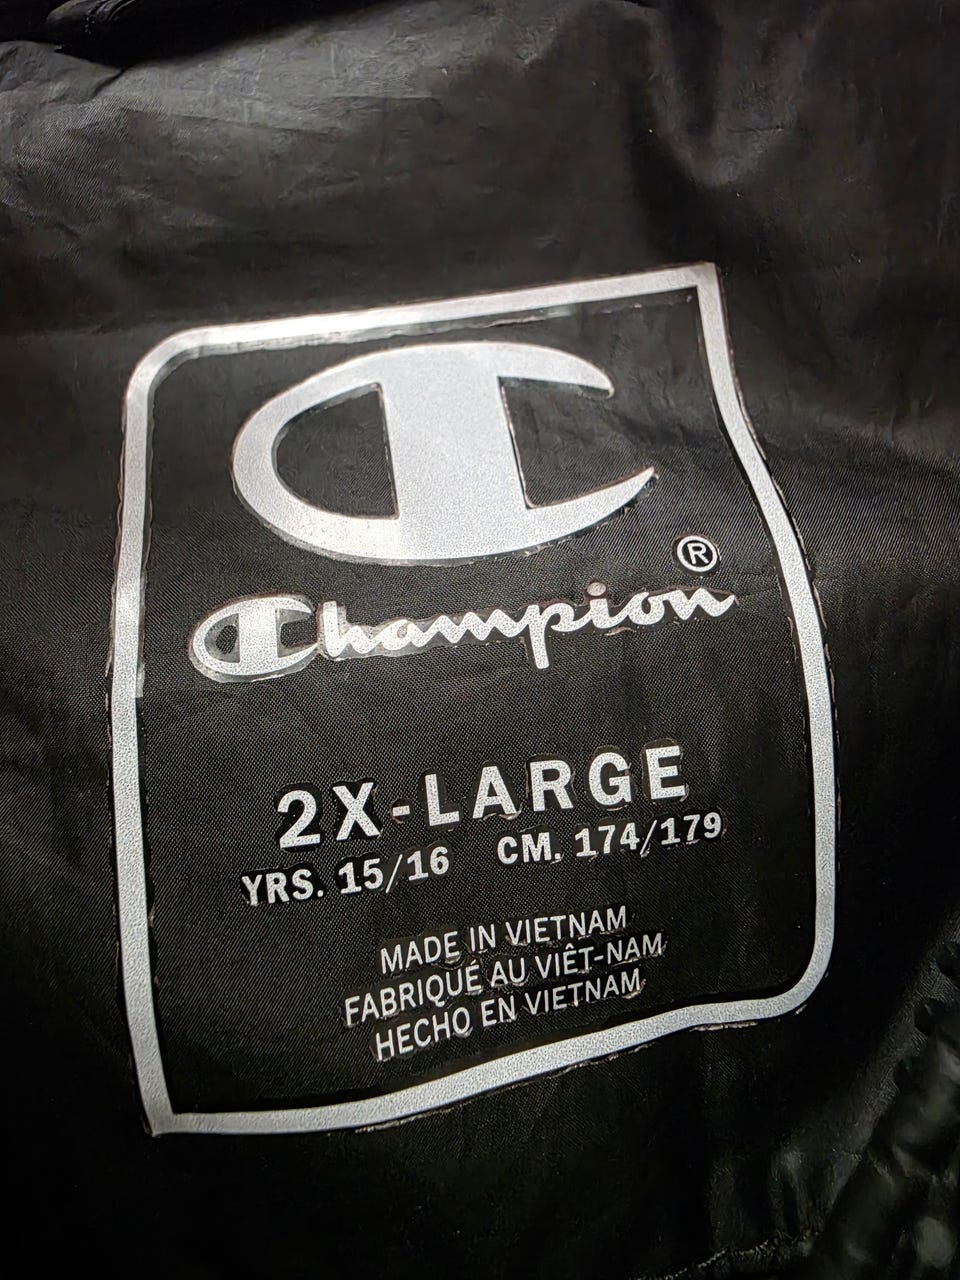 Champion®
2X-LARGE
YRS. 15/16 CM. 174/179
MADE IN VIETNAM
FABRIQUÉ AU VIÊT-NAM
HECHO EN VIETNAM